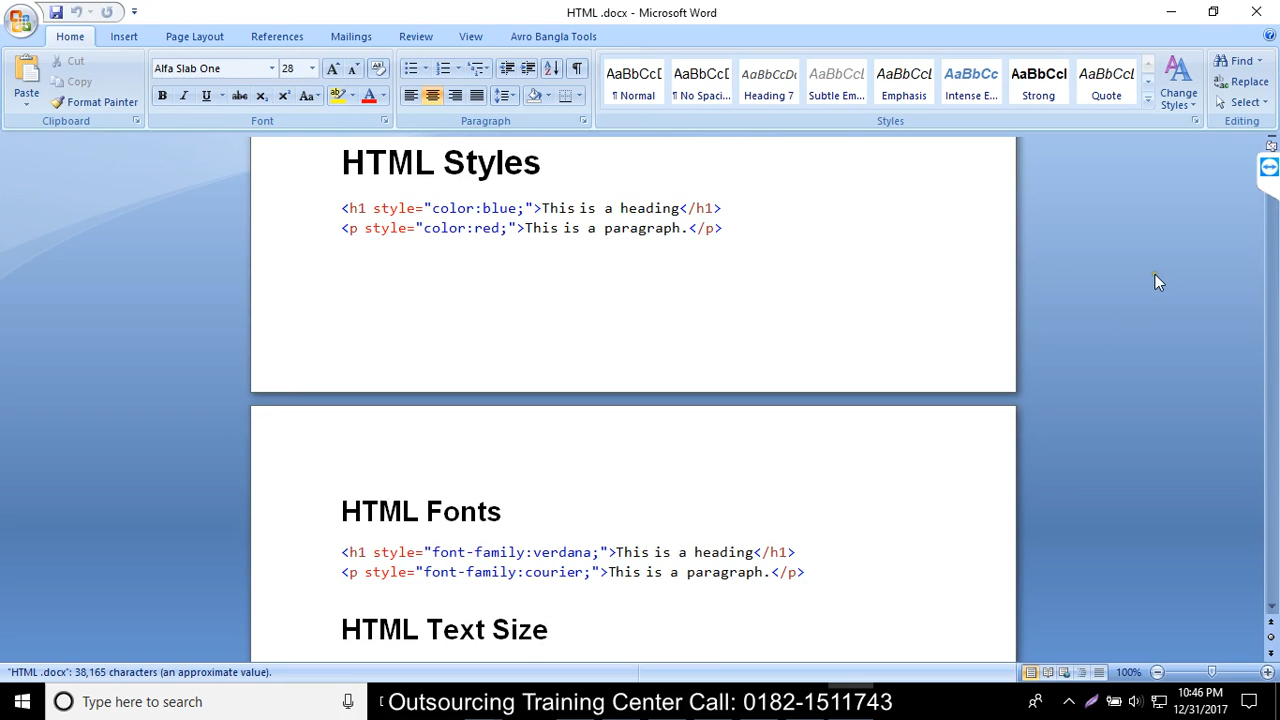 HTML .docx - Microsoft Word
Home Insert Page Layout References Mailings Review View Avro Bangla Tools
Paste
Cut
Copy
Format Painter
Clipboard
Alfa Slab One 28
Font
Paragraph
AaBbCcD ¶ Normal
¶ No Spaci...
Heading 7
Subtle Em...
Emphasis
AaBbCc Intense E...
AaBbCcI Strong
Quote
Change Styles
Styles
Find
Replace
Select
Editing
HTML Styles
<h1 style="color:blue;">This is a heading</h1>
<p style="color:red;">This is a paragraph.</p>
HTML Fonts
<h1 style="font-family:verdana;">This is a heading</h1>
<p style="font-family:courier;">This is a paragraph.</p>
HTML Text Size
"HTML .docx": 38,165 characters (an approximate value).
100%
Type here to search
Outsourcing Training Center Call: 0182-1511743
10:46 PM
12/31/2017